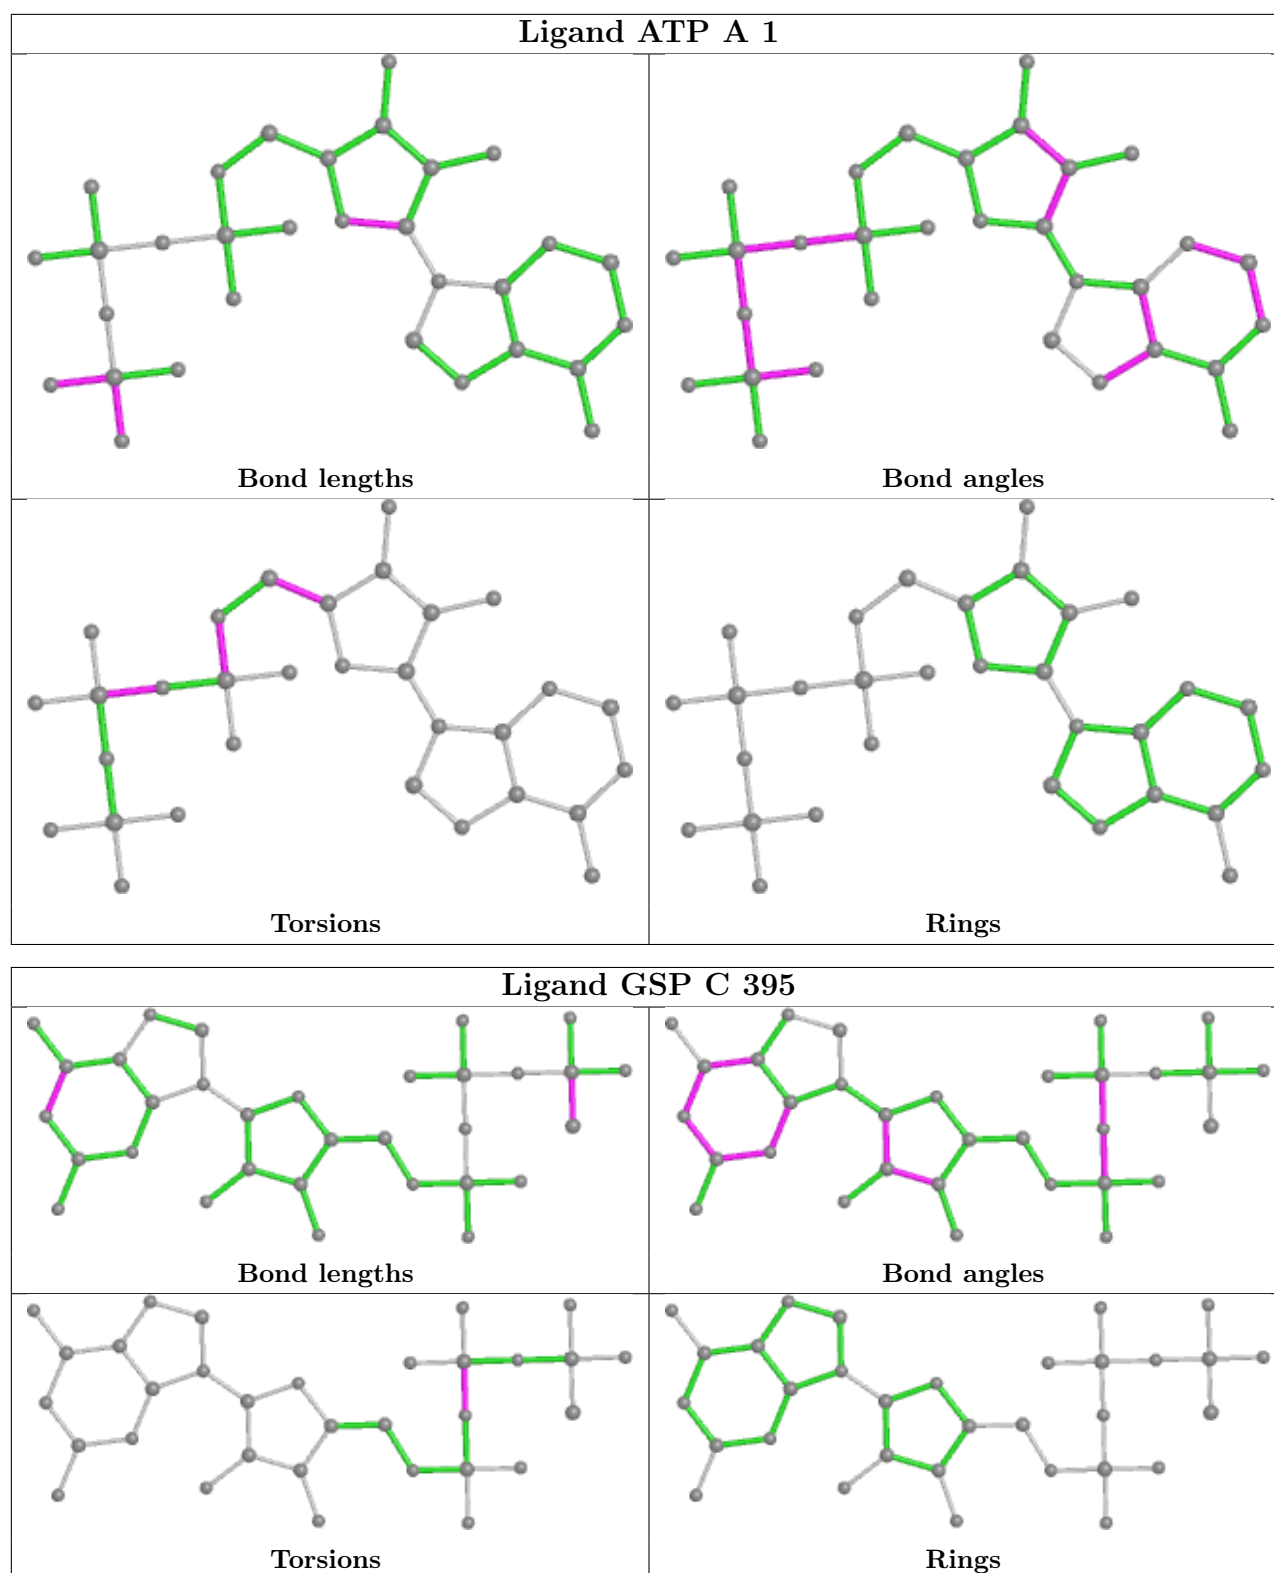 Ligand ATP A 1
Bond lengths
Bond angles
Torsions
Rings
Ligand GSP C 395
Bond lengths
Bond angles
Torsions
Rings